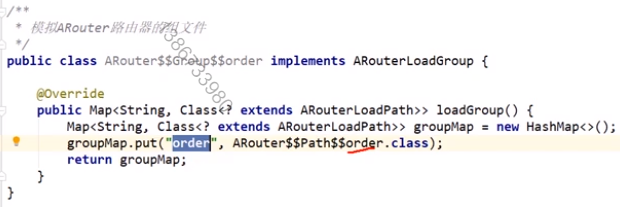 /**
 * 模拟ARouter路由器的组文件
 */
public class ARouter$$Group$$order implements ARouterLoadGroup {
    @Override
    public Map<String, Class<? extends ARouterLoadPath>> loadGroup() {
        Map<String, Class<? extends ARouterLoadPath>> groupMap = new HashMap<>();
        groupMap.put("order", ARouter$$Path$$order.class);
        return groupMap;
    }
}